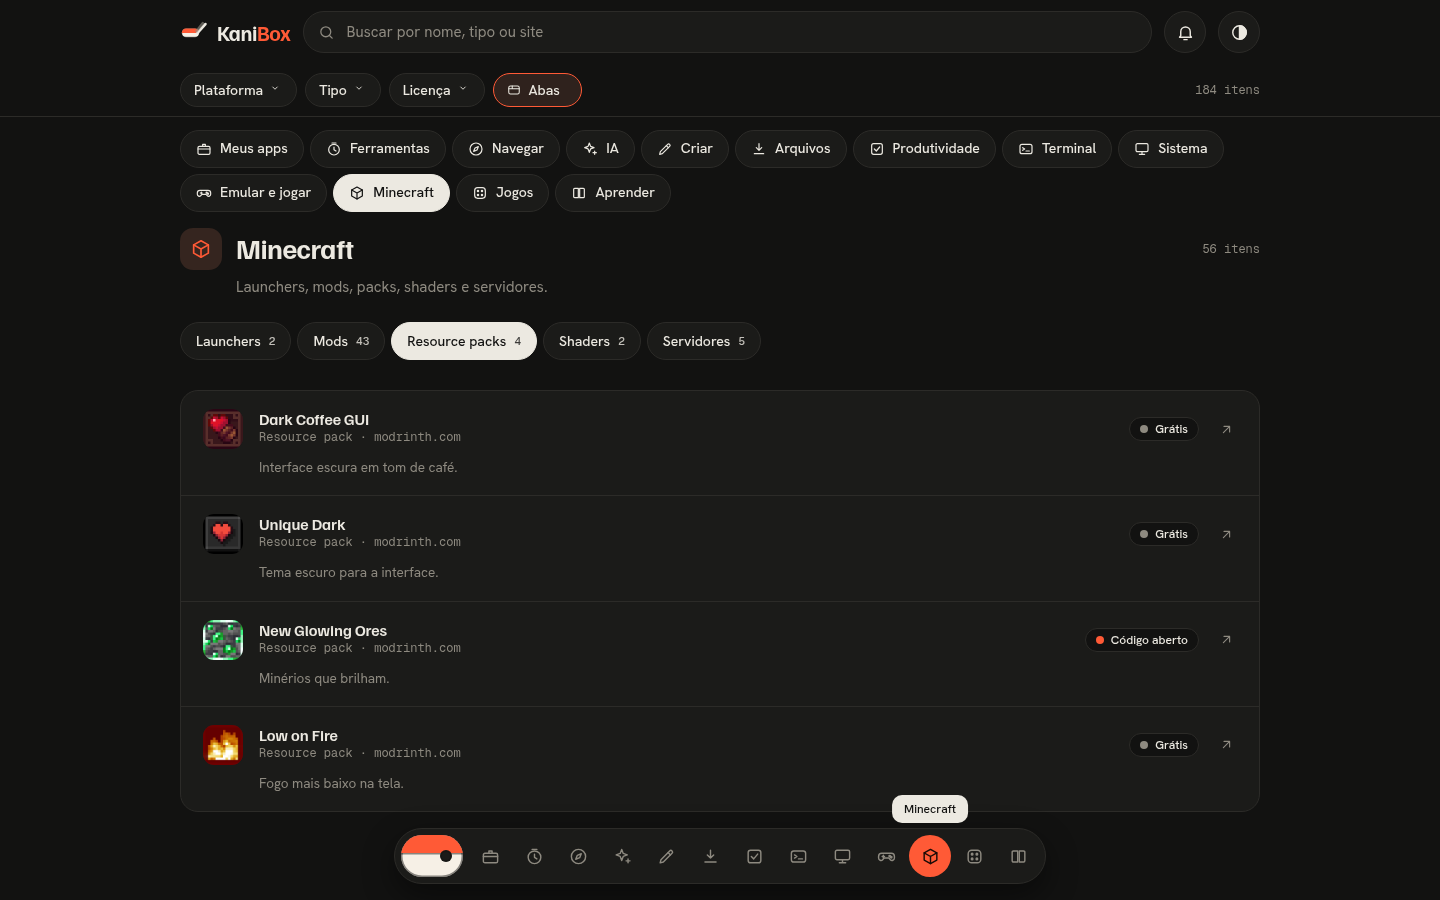 KaniBox
Buscar por nome, tipo ou site
Plataforma Tipo Licença Abas 184 itens
Meus apps Ferramentas Navegar IA Criar Arquivos Produtividade Terminal Sistema
Emular e jogar Minecraft Jogos Aprender
Minecraft 56 itens
Launchers, mods, packs, shaders e servidores.
Launchers 2 Mods 43 Resource packs 4 Shaders 2 Servidores 5
Dark Coffee GUI
Resource pack · modrinth.com
Grátis
Interface escura em tom de café.
Unique Dark
Resource pack · modrinth.com
Grátis
Tema escuro para a interface.
New Glowing Ores
Resource pack · modrinth.com
Código aberto
Minérios que brilham.
Low on Fire
Resource pack · modrinth.com
Grátis
Fogo mais baixo na tela.
Minecraft